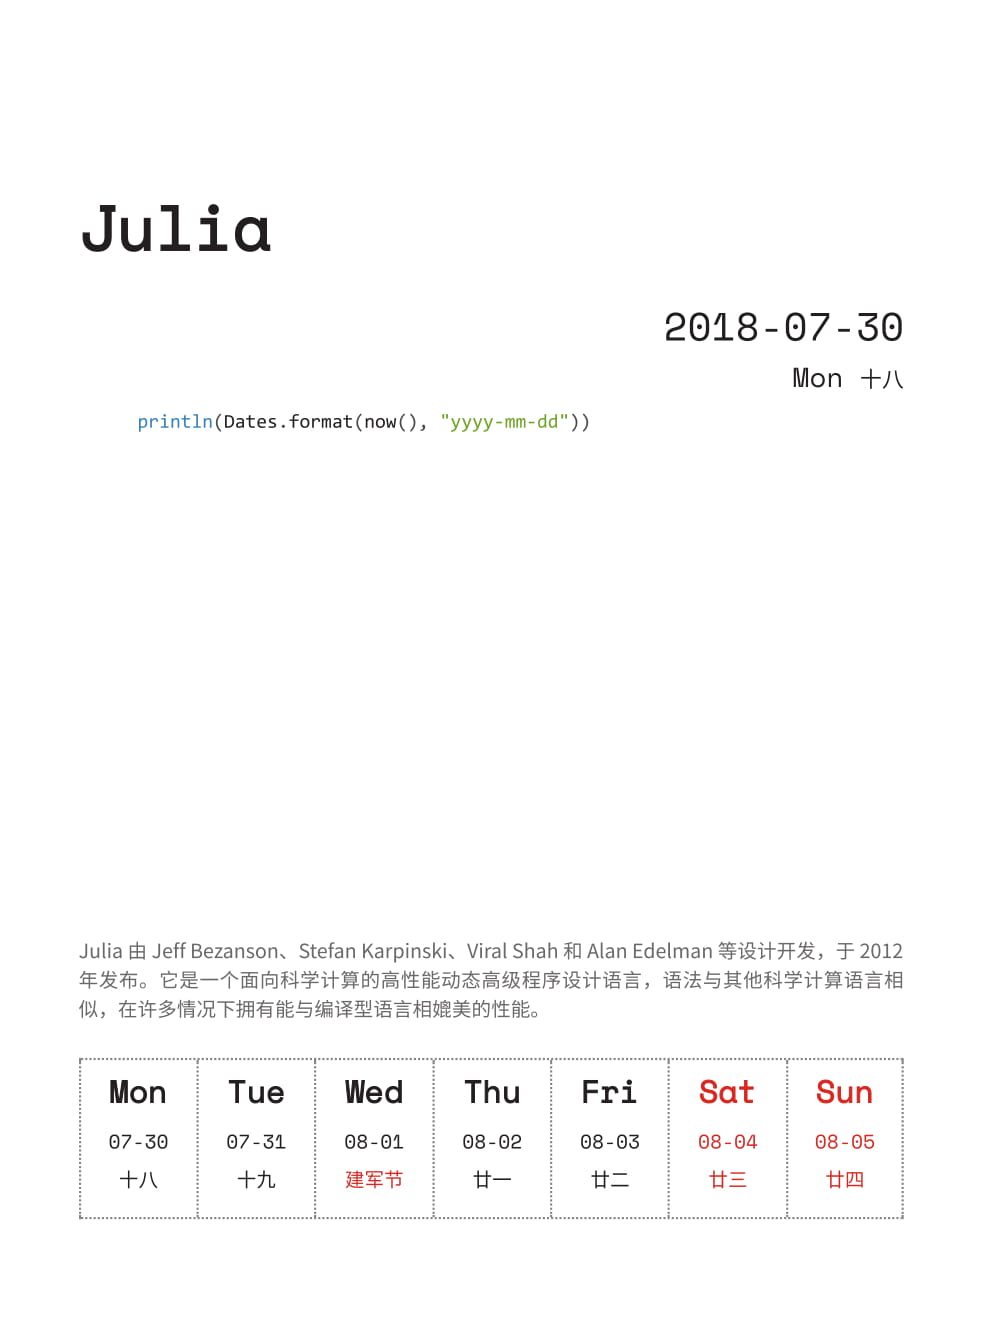 Julia
2018-07-30
Mon 十八
println(Dates.format(now(), "yyyy-mm-dd"))
Julia 由 Jeff Bezanson、Stefan Karpinski、Viral Shah 和 Alan Edelman 等设计开发，于 2012
年发布。它是一个面向科学计算的高性能动态高级程序设计语言，语法与其他科学计算语言相
似，在许多情况下拥有能与编译型语言相媲美的性能。
Mon Tue Wed Thu Fri Sat Sun
07-30 07-31 08-01 08-02 08-03 08-04 08-05
十八 十九 建军节 廿一 廿二 廿三 廿四